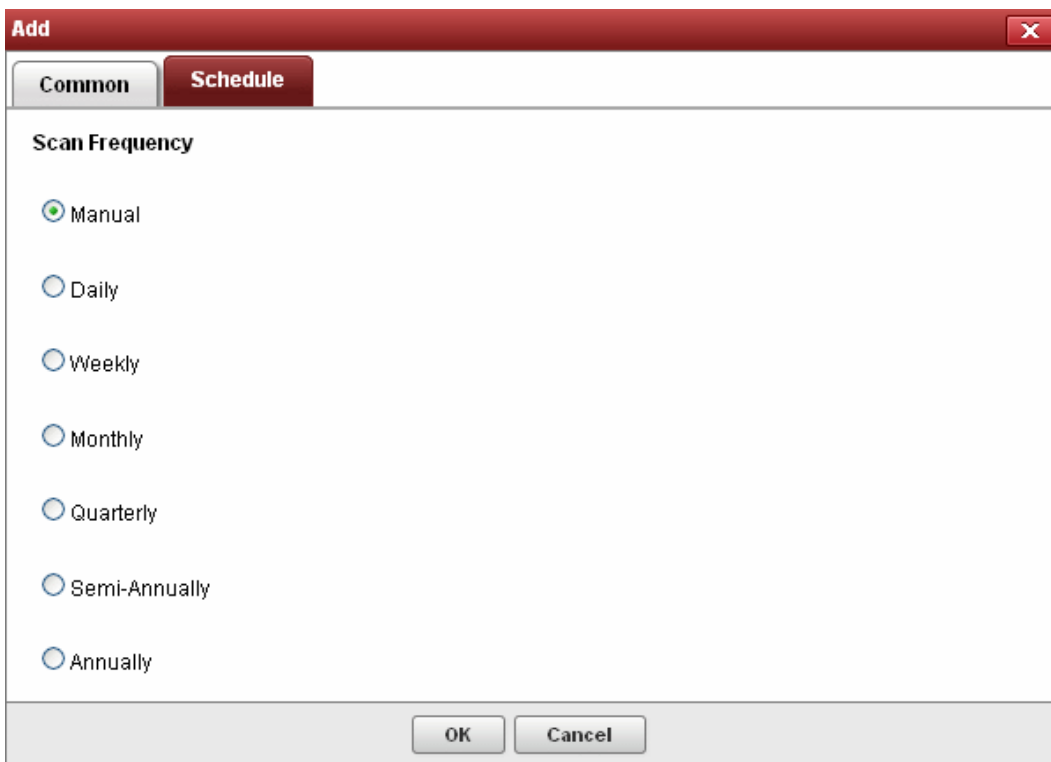 Add
Common Schedule
Scan Frequency
Manual
Daily
Weekly
Monthly
Quarterly
Semi-Annually
Annually
OK Cancel